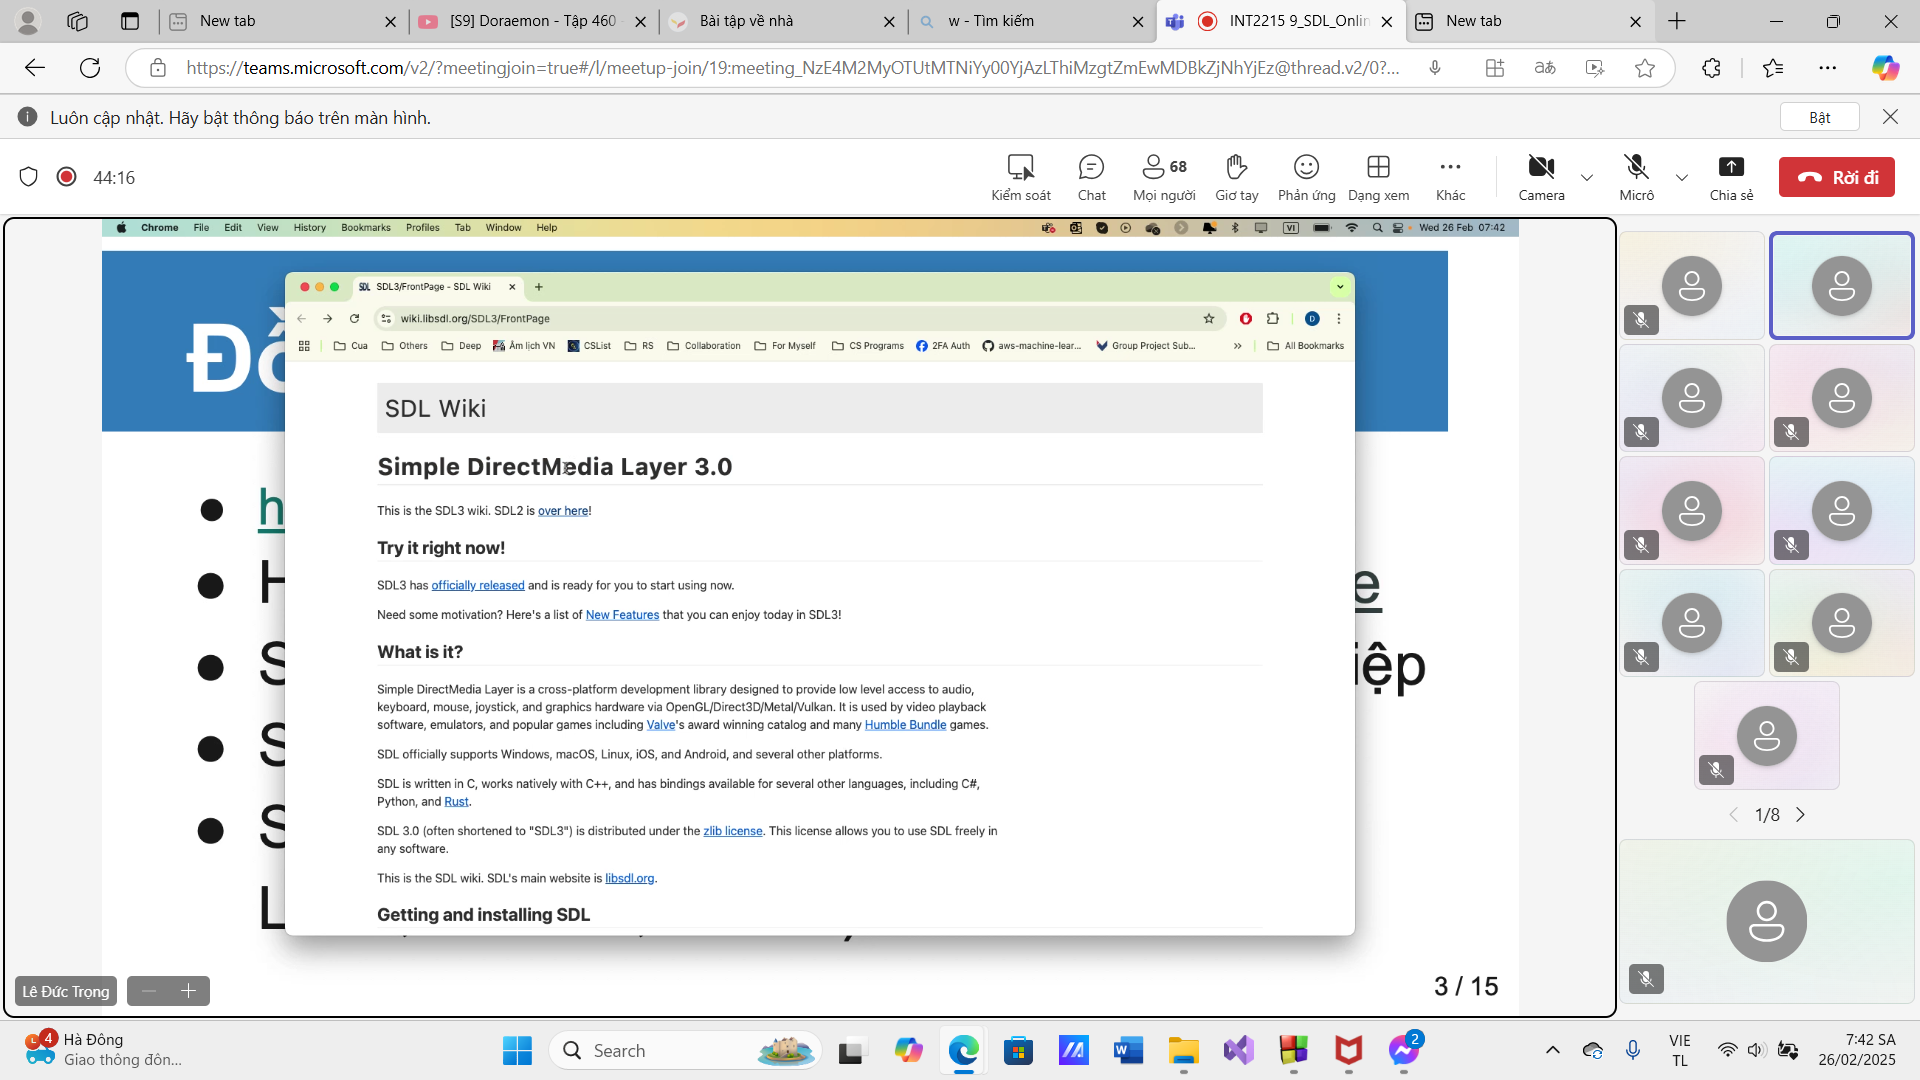 New tab
[S9] Doraemon - Tập 460
Bài tập về nhà
w - Tìm kiếm
INT2215 9_SDL_Onlin
New tab
https://teams.microsoft.com/v2/?meetingjoin=true#/l/meetup-join/19:meeting_NzE4M2MyOTUtMTNiYy00YjAzLThiMzgtZmEwMDBkZjNhYjEz@thread.v2/0?...
Luôn cập nhật. Hãy bật thông báo trên màn hình.
Bật
44:16
Kiểm soát
Chat
68
Mọi người
Giơ tay
Phản ứng
Dạng xem
Khác
Camera
Micrô
Chia sẻ
Rời đi
Chrome File Edit View History Bookmarks Profiles Tab Window Help
VI
Wed 26 Feb 07:42
SDL3/FrontPage - SDL Wiki
wiki.libsdl.org/SDL3/FrontPage
D
Cua Others Deep Âm lịch VN CSList RS Collaboration For Myself CS Programs 2FA Auth aws-machine-lear... Group Project Sub... All Bookmarks
SDL Wiki
Simple DirectMedia Layer 3.0
This is the SDL3 wiki. SDL2 is over here!
Try it right now!
SDL3 has officially released and is ready for you to start using now.
Need some motivation? Here's a list of New Features that you can enjoy today in SDL3!
What is it?
Simple DirectMedia Layer is a cross-platform development library designed to provide low level access to audio,
keyboard, mouse, joystick, and graphics hardware via OpenGL/Direct3D/Metal/Vulkan. It is used by video playback
software, emulators, and popular games including Valve's award winning catalog and many Humble Bundle games.
SDL officially supports Windows, macOS, Linux, iOS, and Android, and several other platforms.
SDL is written in C, works natively with C++, and has bindings available for several other languages, including C#,
Python, and Rust.
SDL 3.0 (often shortened to "SDL3") is distributed under the zlib license. This license allows you to use SDL freely in
any software.
This is the SDL wiki. SDL's main website is libsdl.org.
Getting and installing SDL
3 / 15
Lê Đức Trọng
1/8
4
Hà Đông
Giao thông đôn...
Search
2
VIE
TL
7:42 SA
26/02/2025